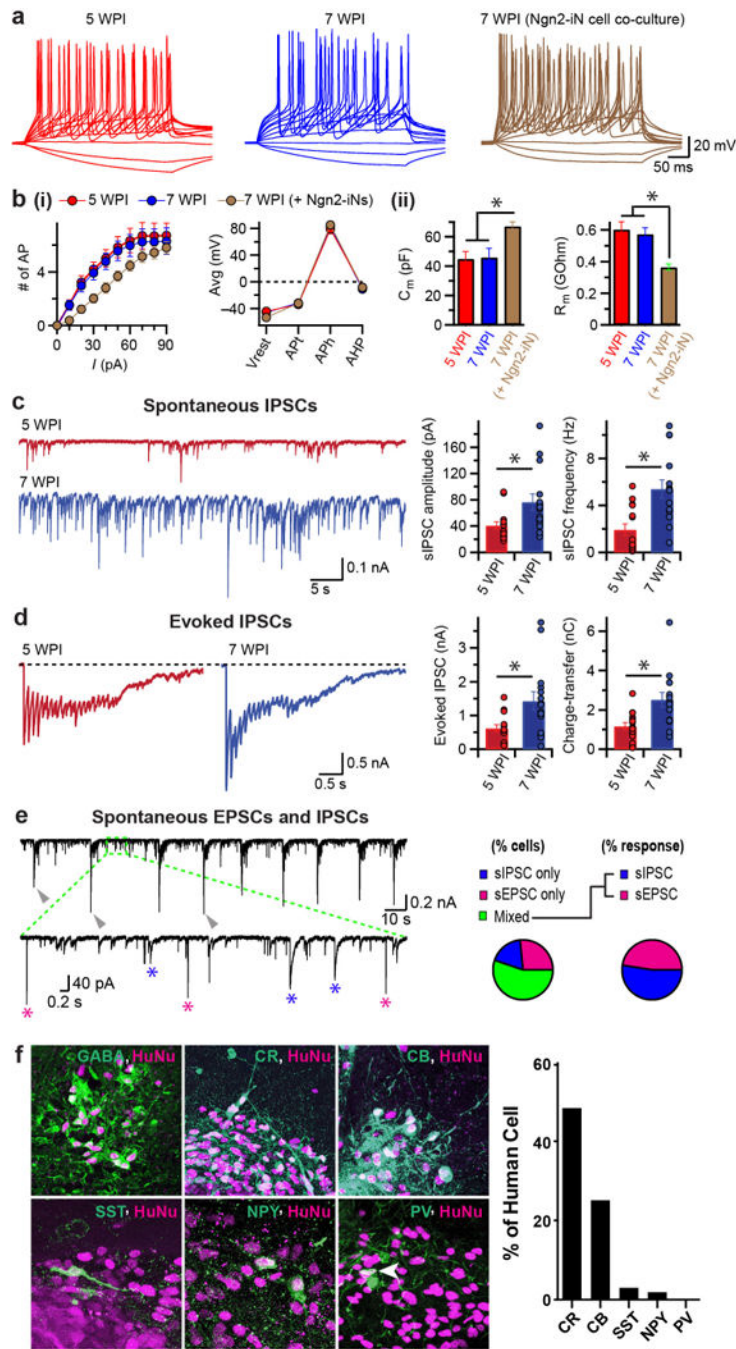 a
5 WPI
7 WPI
7 WPI (Ngn2-iN cell co-culture)
20 mV
50 ms
b (i)
5 WPI
7 WPI
7 WPI (+ Ngn2-iNs)
(ii)
# of AP
4
0
0
30
60
90
I (pA)
Avg (mV)
80
40
0
−40
Vrest
APt
APh
AHP
Cm (pF)
60
40
20
0
*
5 WPI
7 WPI
7 WPI
(+ Ngn2-iN)
Rm (GOhm)
0.6
0.4
0.2
0.0
*
5 WPI
7 WPI
7 WPI
(+ Ngn2-iN)
c
Spontaneous IPSCs
5 WPI
7 WPI
0.1 nA
5 s
sIPSC amplitude (pA)
160
120
80
40
0
*
5 WPI
7 WPI
sIPSC frequency (Hz)
8
4
0
*
5 WPI
7 WPI
d
Evoked IPSCs
5 WPI
7 WPI
0.5 nA
0.5 s
0.5 nA
0.5 s
Evoked IPSC (nA)
3
2
1
0
*
5 WPI
7 WPI
Charge-transfer (nC)
6
4
2
0
*
5 WPI
7 WPI
e
Spontaneous EPSCs and IPSCs
0.2 nA
10 s
40 pA
0.2 s
*
*
*
*
*
*
(% cells)
(% response)
sIPSC only
sIPSC
sEPSC only
sEPSC
Mixed
f
GABA, HuNu
CR, HuNu
CB, HuNu
SST, HuNu
NPY, HuNu
PV, HuNu
% of Human Cell
60
40
20
0
CR
CB
SST
NPY
PV